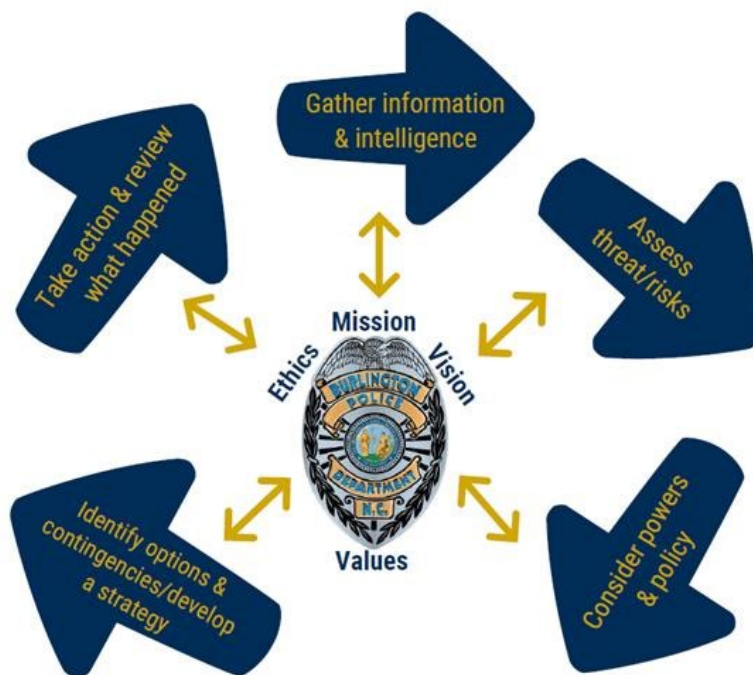 Gather information
& intelligence
Assess
threat/risks
Consider powers
& policy
Identify options &
contingencies/develop
a strategy
Take action & review
what happened
Mission
Ethics
Vision
BURLINGTON
POLICE
DEPARTMENT
N.C.
Values